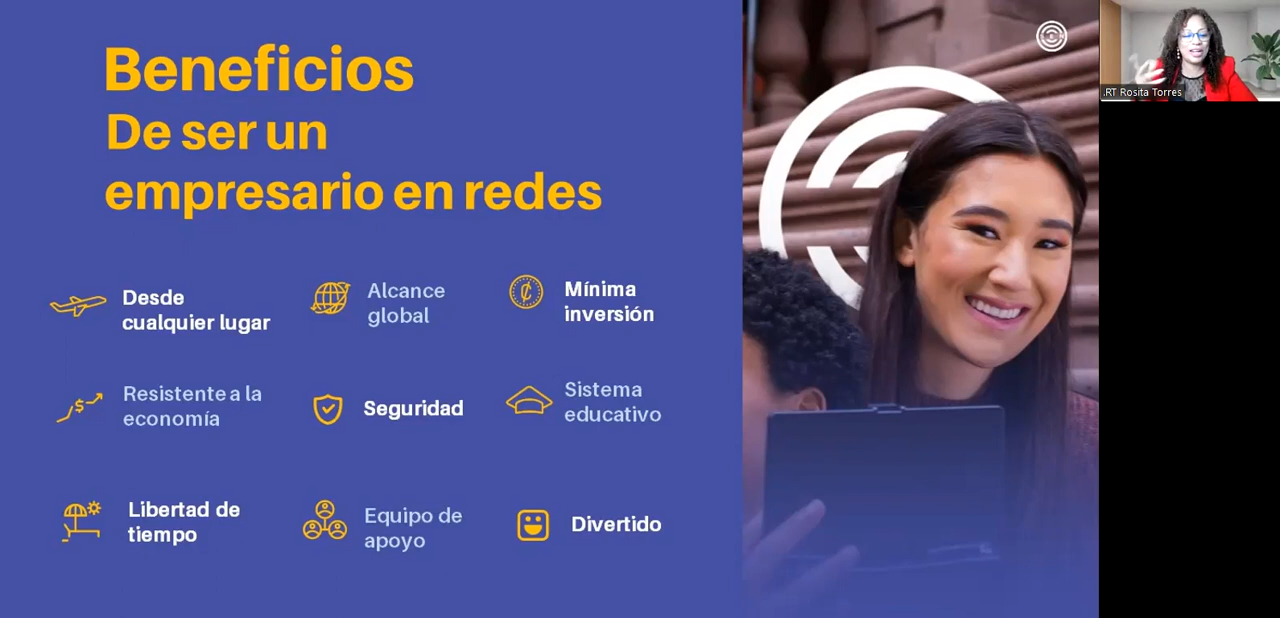 Beneficios
De ser un
empresario en redes
Desde
cualquier lugar
Alcance
global
Mínima
inversión
Resistente a la
economía
Seguridad
Sistema
educativo
Libertad de
tiempo
Equipo de
apoyo
Divertido
.RT Rosita Torres